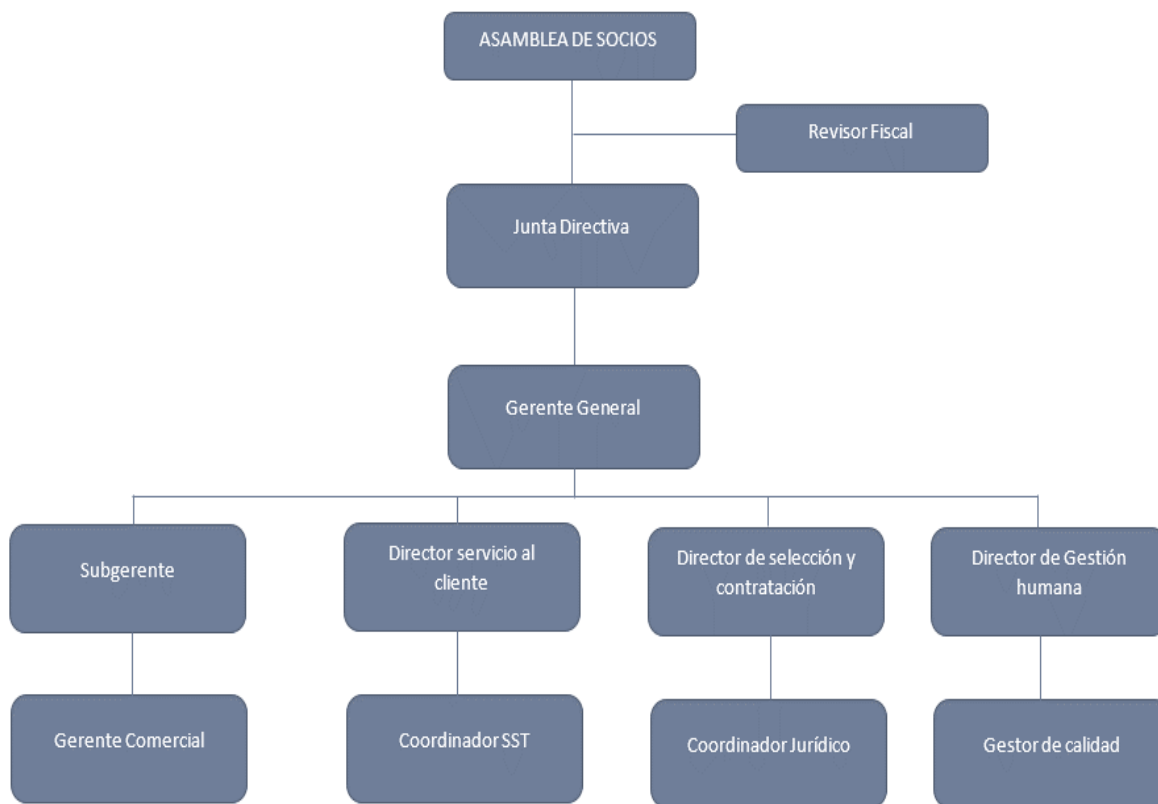 ASAMBLEA DE SOCIOS
Revisor Fiscal
Junta Directiva
Gerente General
Subgerente
Director servicio al
cliente
Director de selección y
contratación
Director de Gestión
humana
Gerente Comercial
Coordinador SST
Coordinador Jurídico
Gestor de calidad